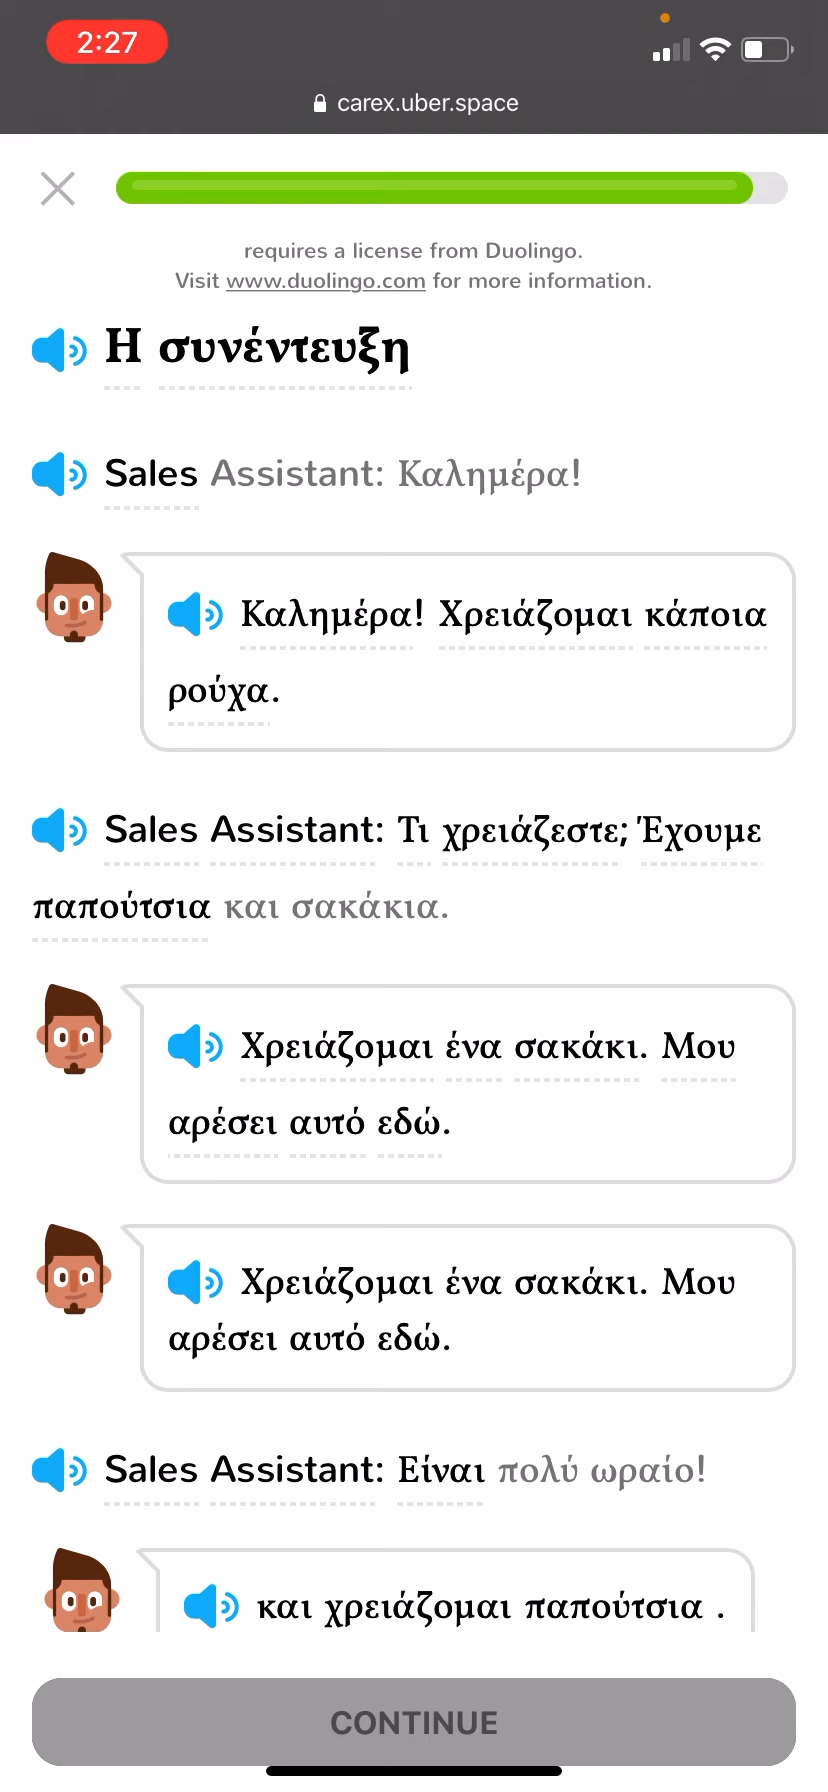 2:27
carex.uber.space
requires a license from Duolingo.
Visit www.duolingo.com for more information.
Η συνέντευξη
Sales Assistant: Καλημέρα!
Καλημέρα! Χρειάζομαι κάποια
ρούχα.
Sales Assistant: Τι χρειάζεστε; Έχουμε
παπούτσια και σακάκια.
Χρειάζομαι ένα σακάκι. Μου
αρέσει αυτό εδώ.
Χρειάζομαι ένα σακάκι. Μου
αρέσει αυτό εδώ.
Sales Assistant: Είναι πολύ ωραίο!
και χρειάζομαι παπούτσια .
CONTINUE